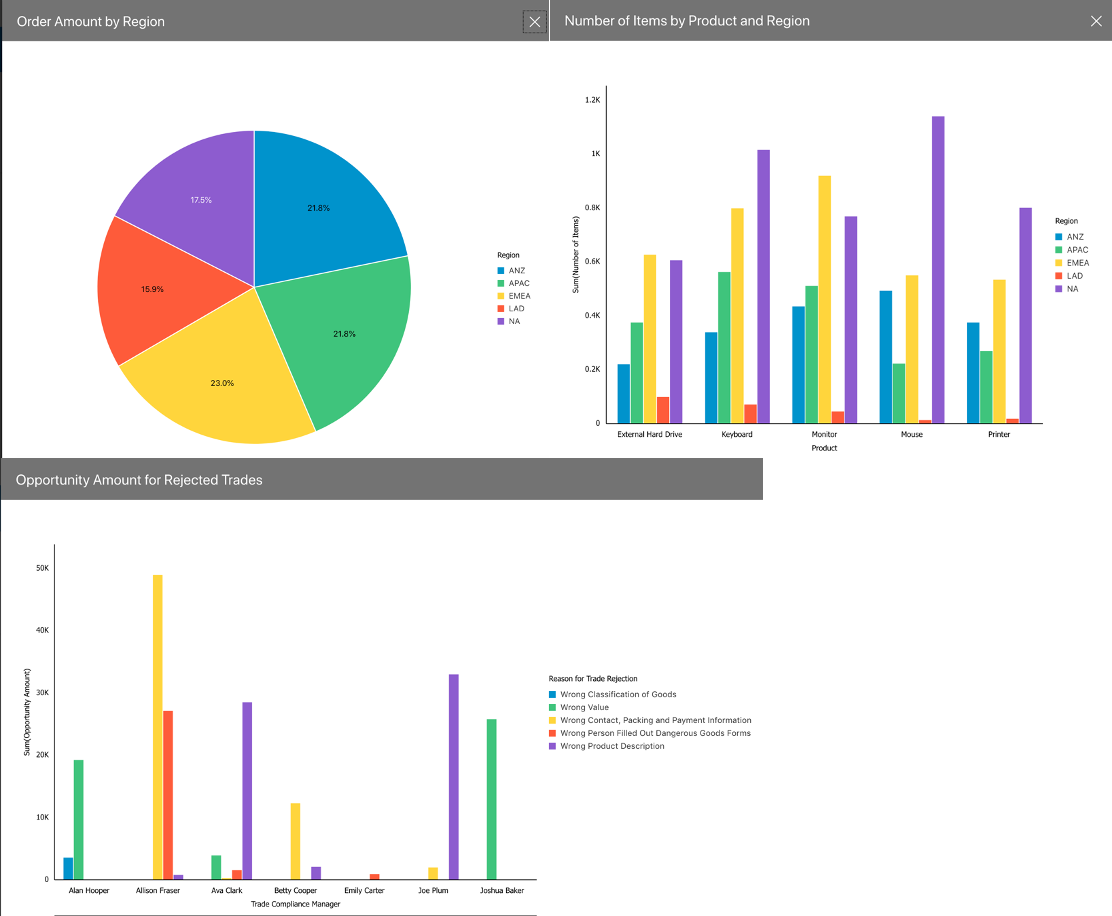 Order Amount by Region
17.5%
21.8%
15.9%
21.8%
23.0%
Region
ANZ
APAC
EMEA
LAD
NA
Number of Items by Product and Region
Sum(Number of Items)
1.2K
1K
0.8K
0.6K
0.4K
0.2K
0
External Hard Drive Keyboard Monitor Mouse Printer
Product
Region
ANZ
APAC
EMEA
LAD
NA
Opportunity Amount for Rejected Trades
Sum(Opportunity Amount)
50K
40K
30K
20K
10K
0
Alan Hooper Allison Fraser Ava Clark Betty Cooper Emily Carter Joe Plum Joshua Baker
Trade Compliance Manager
Reason for Trade Rejection
Wrong Classification of Goods
Wrong Value
Wrong Contact, Packing and Payment Information
Wrong Person Filled Out Dangerous Goods Forms
Wrong Product Description